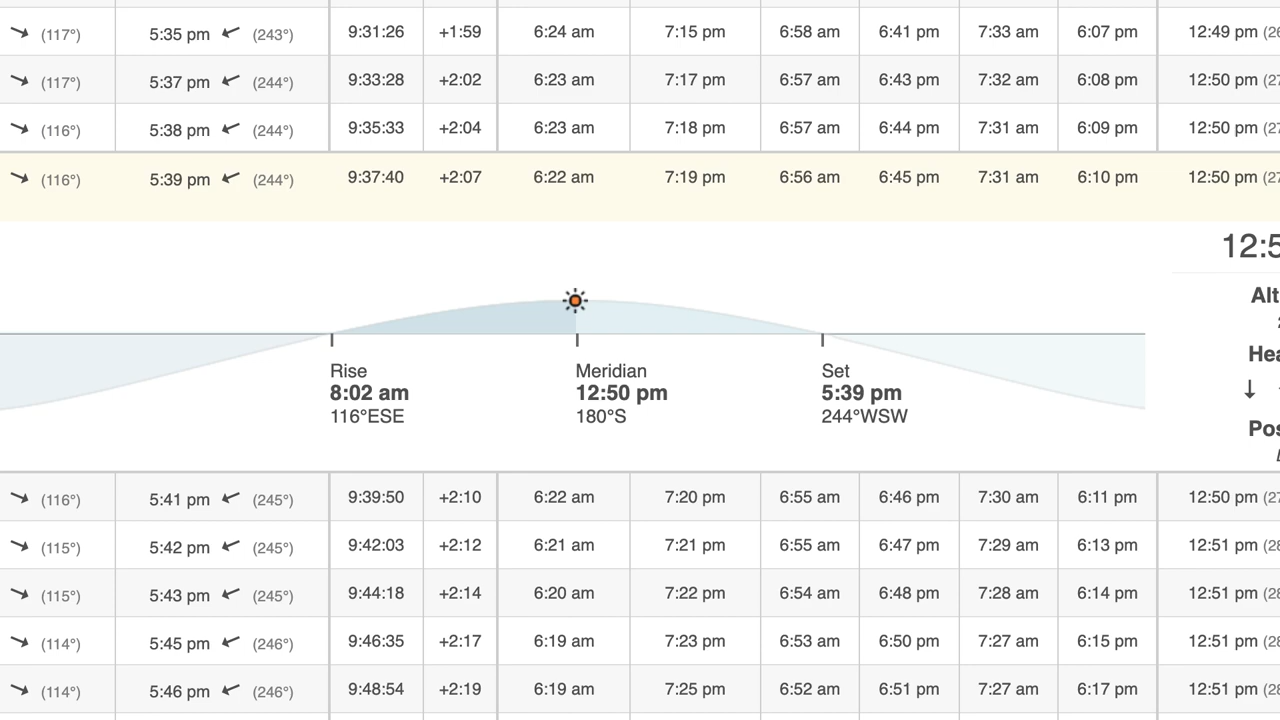 (117°) 5:35 pm (243°) 9:31:26 +1:59 6:24 am 7:15 pm 6:58 am 6:41 pm 7:33 am 6:07 pm 12:49 pm (26
(117°) 5:37 pm (244°) 9:33:28 +2:02 6:23 am 7:17 pm 6:57 am 6:43 pm 7:32 am 6:08 pm 12:50 pm (27
(116°) 5:38 pm (244°) 9:35:33 +2:04 6:23 am 7:18 pm 6:57 am 6:44 pm 7:31 am 6:09 pm 12:50 pm (27
(116°) 5:39 pm (244°) 9:37:40 +2:07 6:22 am 7:19 pm 6:56 am 6:45 pm 7:31 am 6:10 pm 12:50 pm (27
12:5
Alt
Rise
8:02 am
116°ESE
Meridian
12:50 pm
180°S
Set
5:39 pm
244°WSW
Hea
Pos
(116°) 5:41 pm (245°) 9:39:50 +2:10 6:22 am 7:20 pm 6:55 am 6:46 pm 7:30 am 6:11 pm 12:50 pm (27
(115°) 5:42 pm (245°) 9:42:03 +2:12 6:21 am 7:21 pm 6:55 am 6:47 pm 7:29 am 6:13 pm 12:51 pm (28
(115°) 5:43 pm (245°) 9:44:18 +2:14 6:20 am 7:22 pm 6:54 am 6:48 pm 7:28 am 6:14 pm 12:51 pm (28
(114°) 5:45 pm (246°) 9:46:35 +2:17 6:19 am 7:23 pm 6:53 am 6:50 pm 7:27 am 6:15 pm 12:51 pm (28
(114°) 5:46 pm (246°) 9:48:54 +2:19 6:19 am 7:25 pm 6:52 am 6:51 pm 7:27 am 6:17 pm 12:51 pm (28